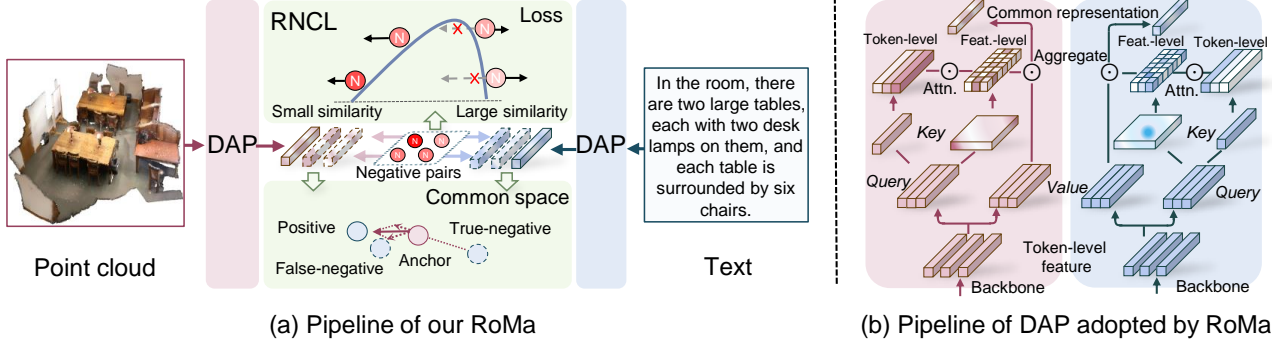 RNCL
Loss
N
N
N
N
Small similarity
Large similarity
DAP
N
N
N
N
DAP
Negative pairs
Common space
Positive
True-negative
False-negative
Anchor
Point cloud
In the room, there
are two large tables,
each with two desk
lamps on them, and
each table is
surrounded by six
chairs.
Text
(a) Pipeline of our RoMa
Common representation
Token-level
Feat.-level
Aggregate
Feat.-level
Token-level
Attn.
Attn.
Key
Key
Query
Value
Query
Token-level
feature
Backbone
Backbone
(b) Pipeline of DAP adopted by RoMa